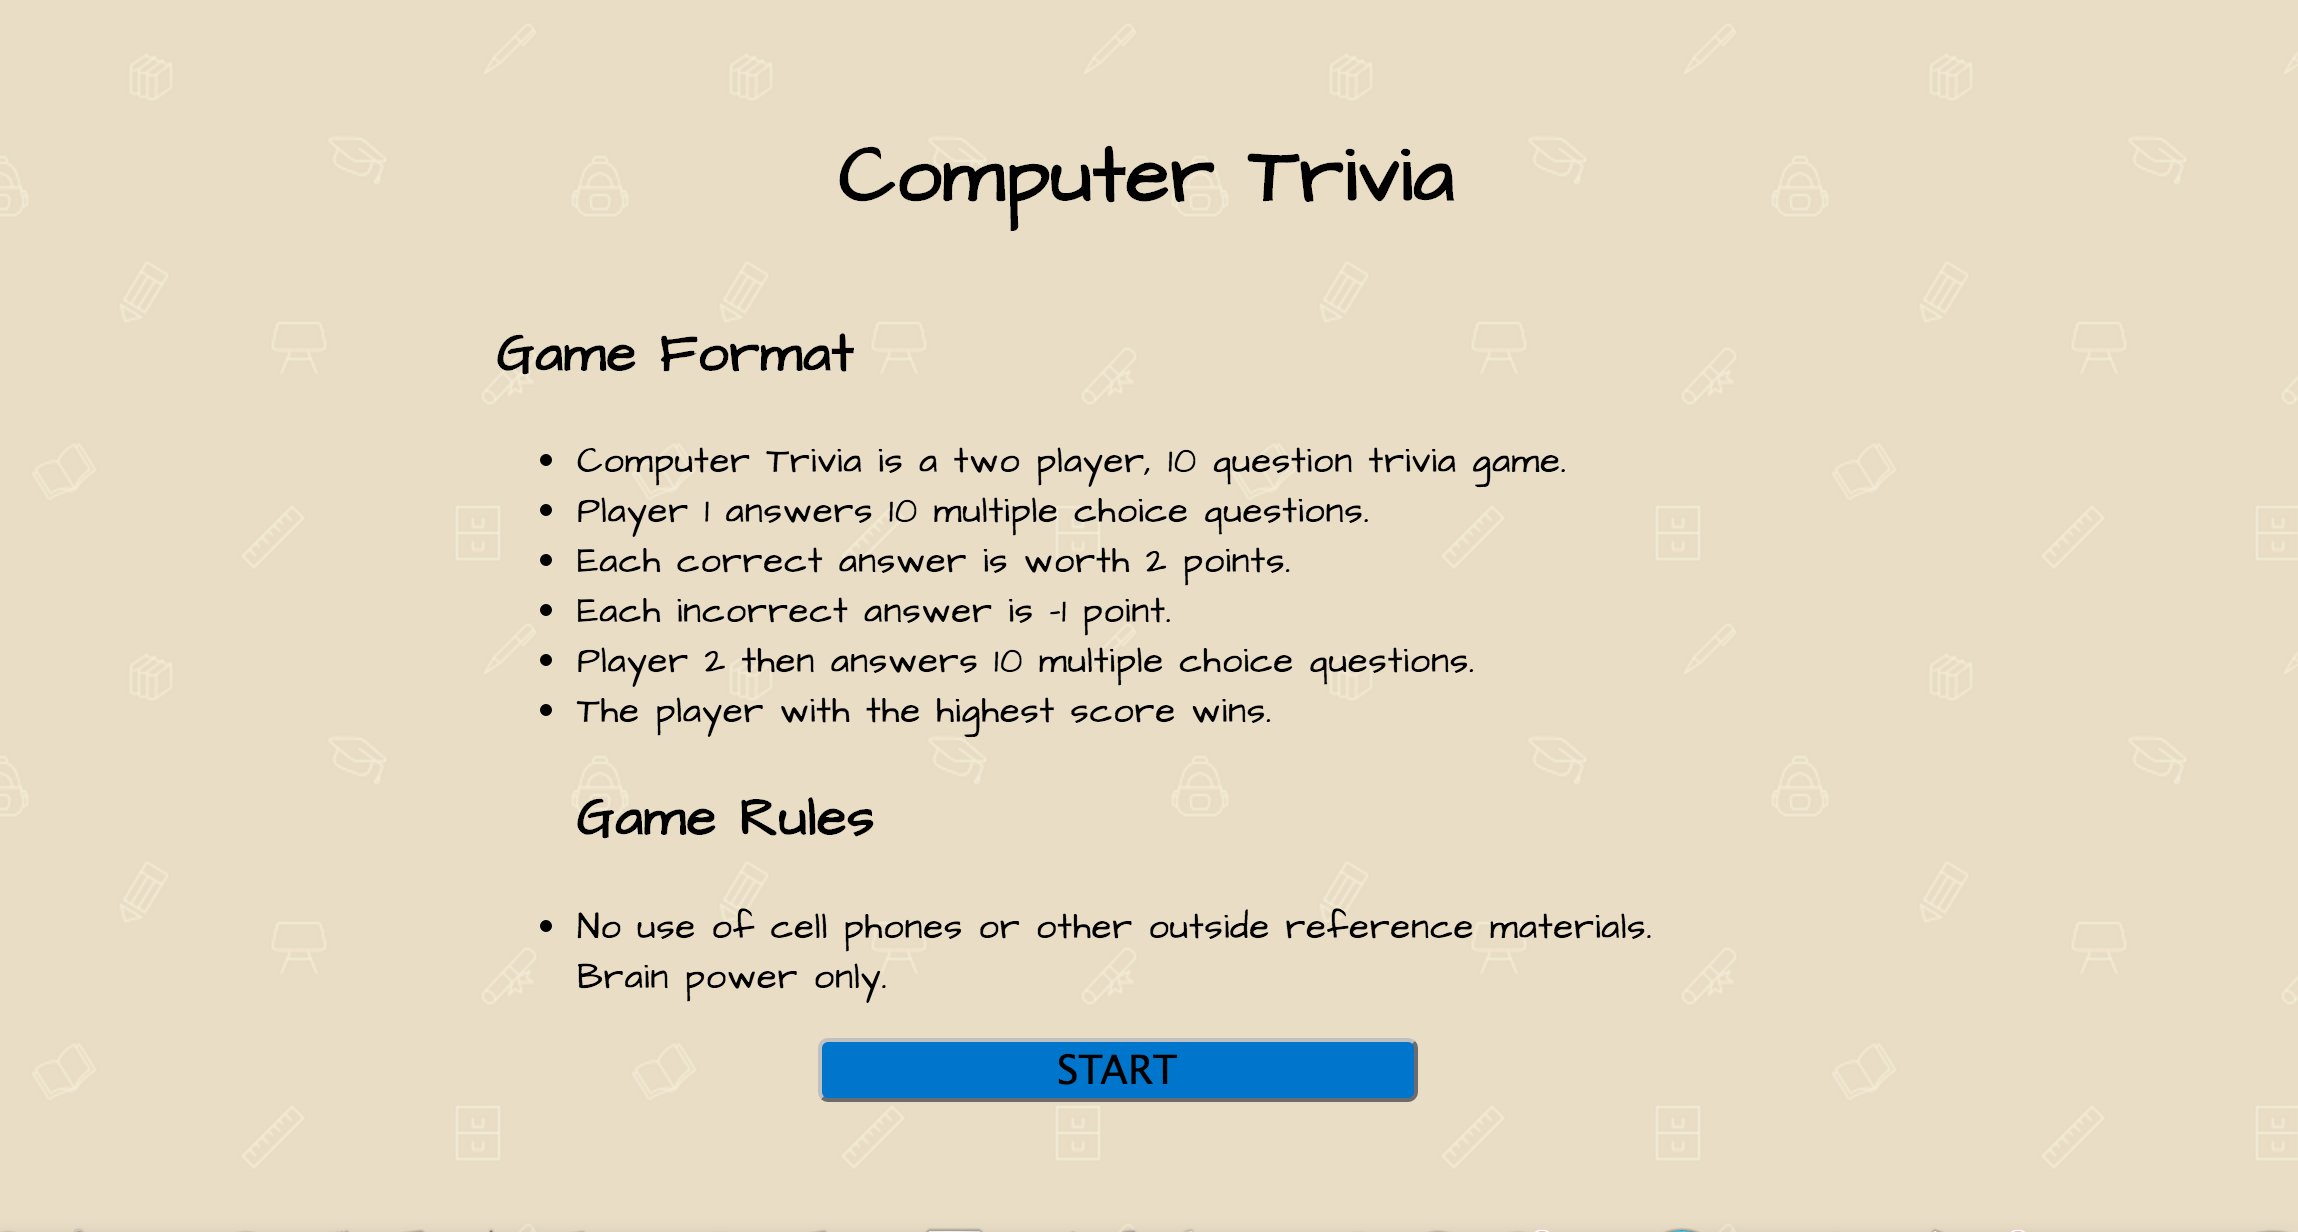 Computer Trivia
Game Format
• Computer Trivia is a two player, 10 question trivia game.
• Player 1 answers 10 multiple choice questions.
• Each correct answer is worth 2 points.
• Each incorrect answer is -1 point.
• Player 2 then answers 10 multiple choice questions.
• The player with the highest score wins.
Game Rules
• No use of cell phones or other outside reference materials.
Brain power only.
START